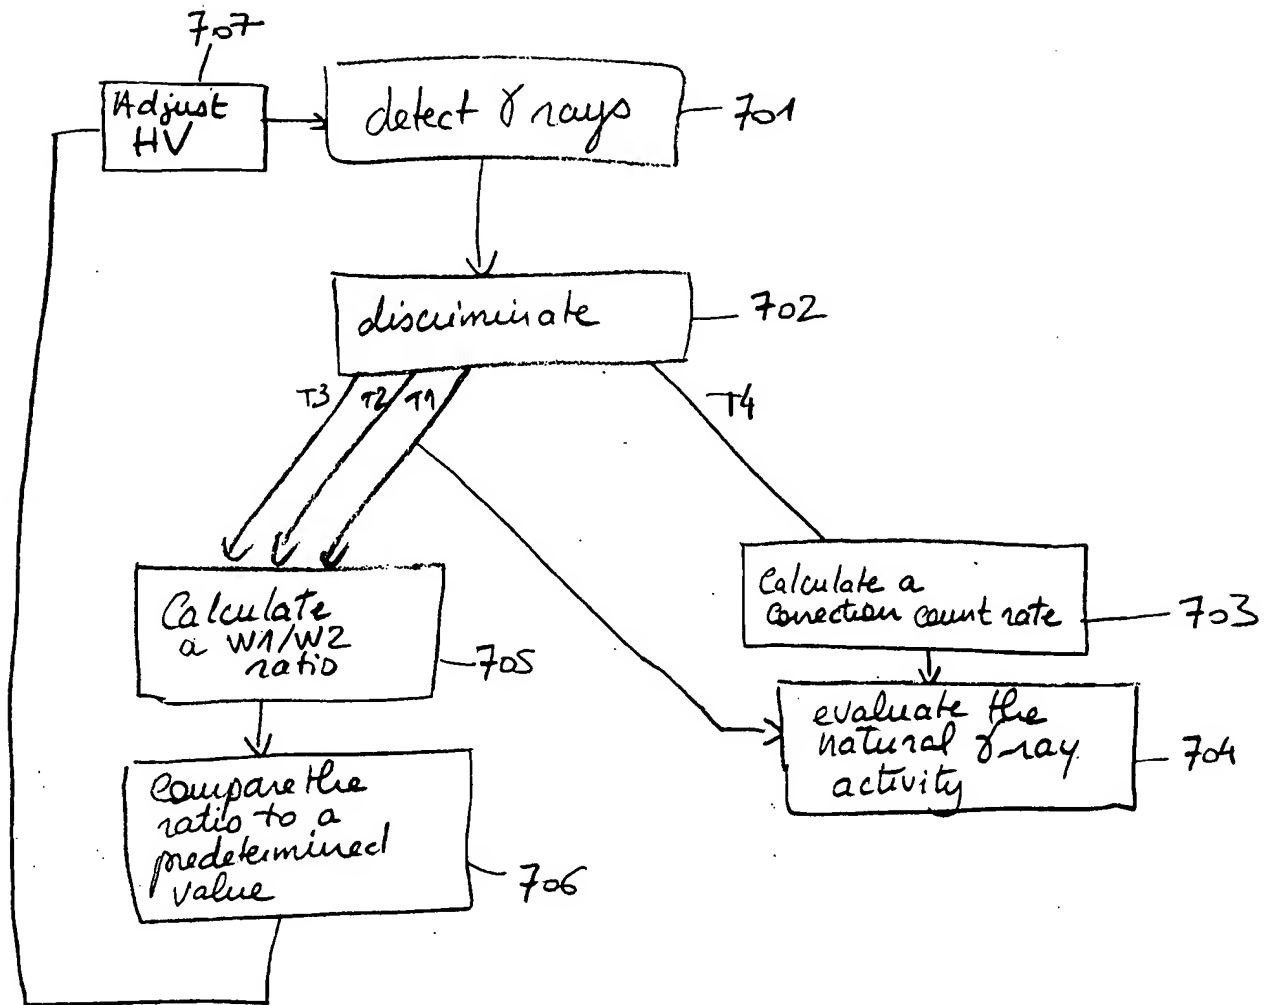 707
Adjust
HV
detect γ rays
701
discriminate
702
T3
T2
T1
T4
Calculate a
correction count rate
703
Calculate
a W1/W2
ratio
705
evaluate the
natural γ-ray
activity
704
Compare the
ratio to a
predetermined
value
706